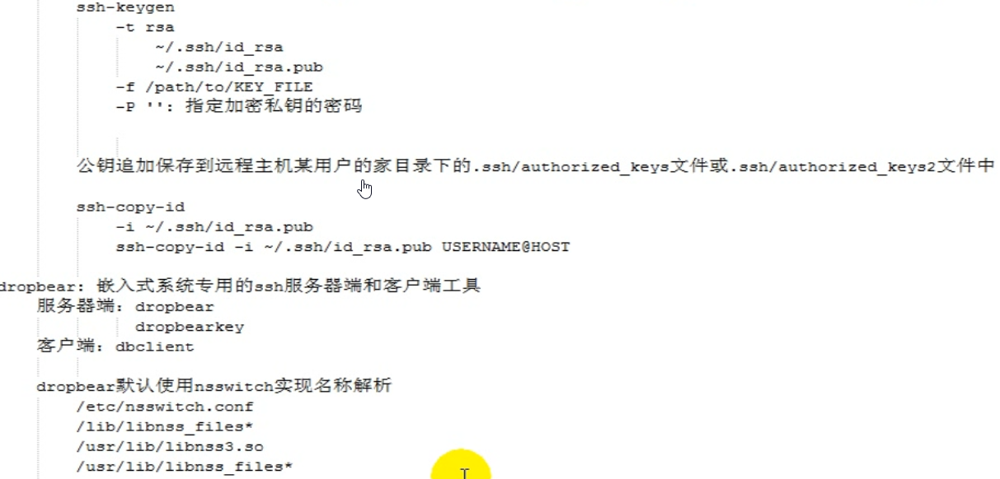 ssh-keygen
-t rsa
~/.ssh/id_rsa
~/.ssh/id_rsa.pub
-f /path/to/KEY_FILE
-P '': 指定加密私钥的密码
公钥追加保存到远程主机某用户的家目录下的.ssh/authorized_keys文件或.ssh/authorized_keys2文件中
ssh-copy-id
-i ~/.ssh/id_rsa.pub
ssh-copy-id -i ~/.ssh/id_rsa.pub USERNAME@HOST
dropbear: 嵌入式系统专用的ssh服务器端和客户端工具
服务器端: dropbear
dropbearkey
客户端: dbclient
dropbear默认使用nsswitch实现名称解析
/etc/nsswitch.conf
/lib/libnss_files*
/usr/lib/libnss3.so
/usr/lib/libnss_files*